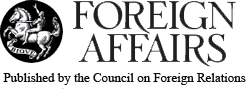 FOREIGN
AFFAIRS
Published by the Council on Foreign Relations